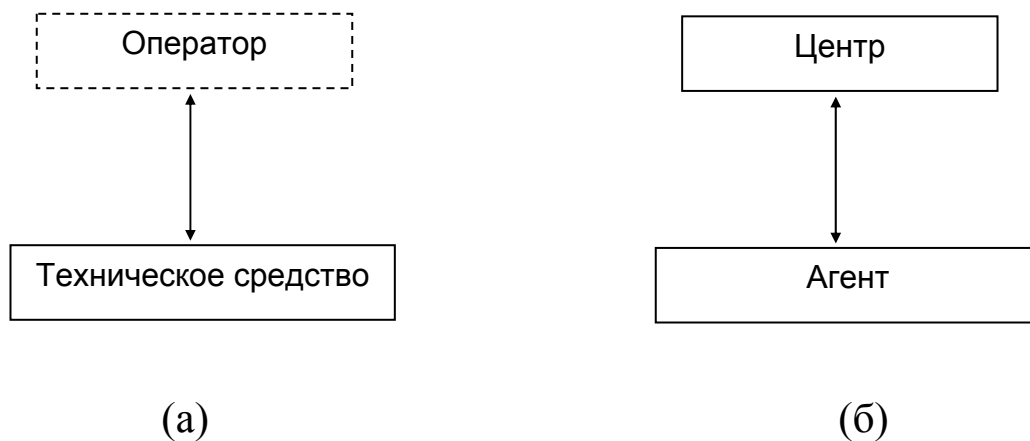 Оператор
Центр
Техническое средство
Агент
(а)
(б)